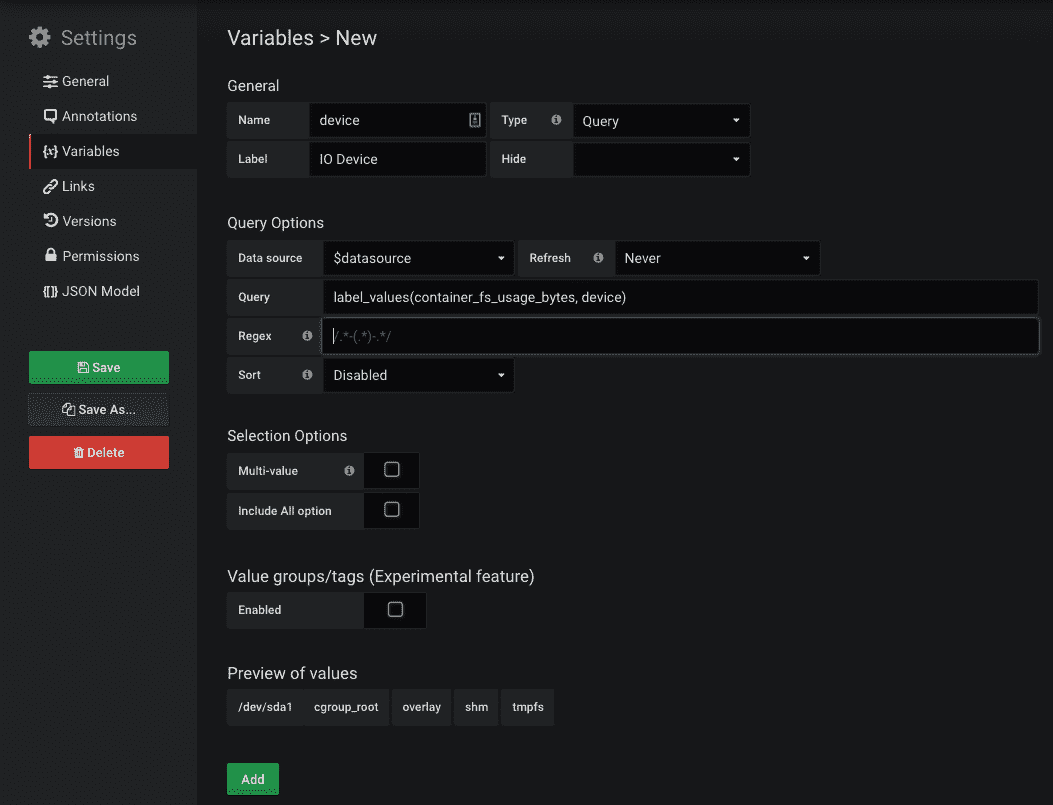 Settings
General
Annotations
Variables
Links
Versions
Permissions
JSON Model
Save
Save As...
Delete
Variables > New
General
Name device Type Query
Label IO Device Hide
Query Options
Data source $datasource Refresh Never
Query label_values(container_fs_usage_bytes, device)
Regex /.*-(.*)-.*/
Sort Disabled
Selection Options
Multi-value
Include All option
Value groups/tags (Experimental feature)
Enabled
Preview of values
/dev/sda1 cgroup_root overlay shm tmpfs
Add